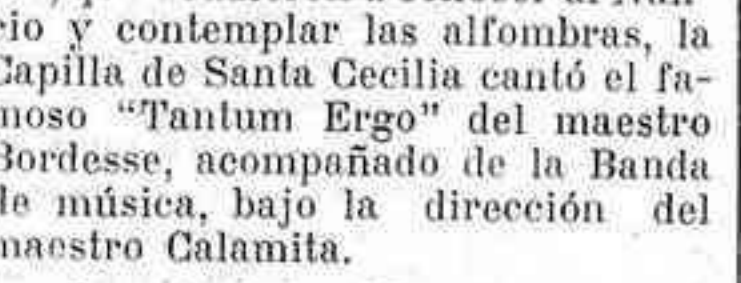 rio y contemplar las alfombras, la
Capilla de Santa Cecilia cantó el fa-
moso “Tantum Ergo” del maestro
Bordesse, acompañado de la Banda
de música, bajo la dirección del
maestro Calamita.